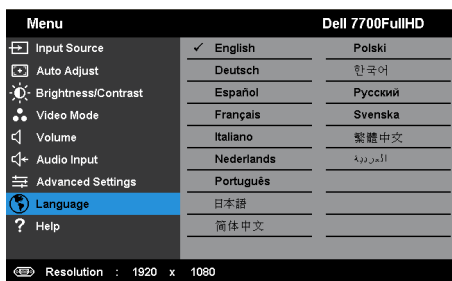 Menu Dell 7700FullHD
Input Source ✓ English Polski
Auto Adjust Deutsch 한국어
Brightness/Contrast Español Русский
Video Mode Français Svenska
Volume Italiano 繁體中文
Audio Input Nederlands العربية
Advanced Settings Português
Language 日本語
? Help 简体中文
Resolution : 1920 x 1080